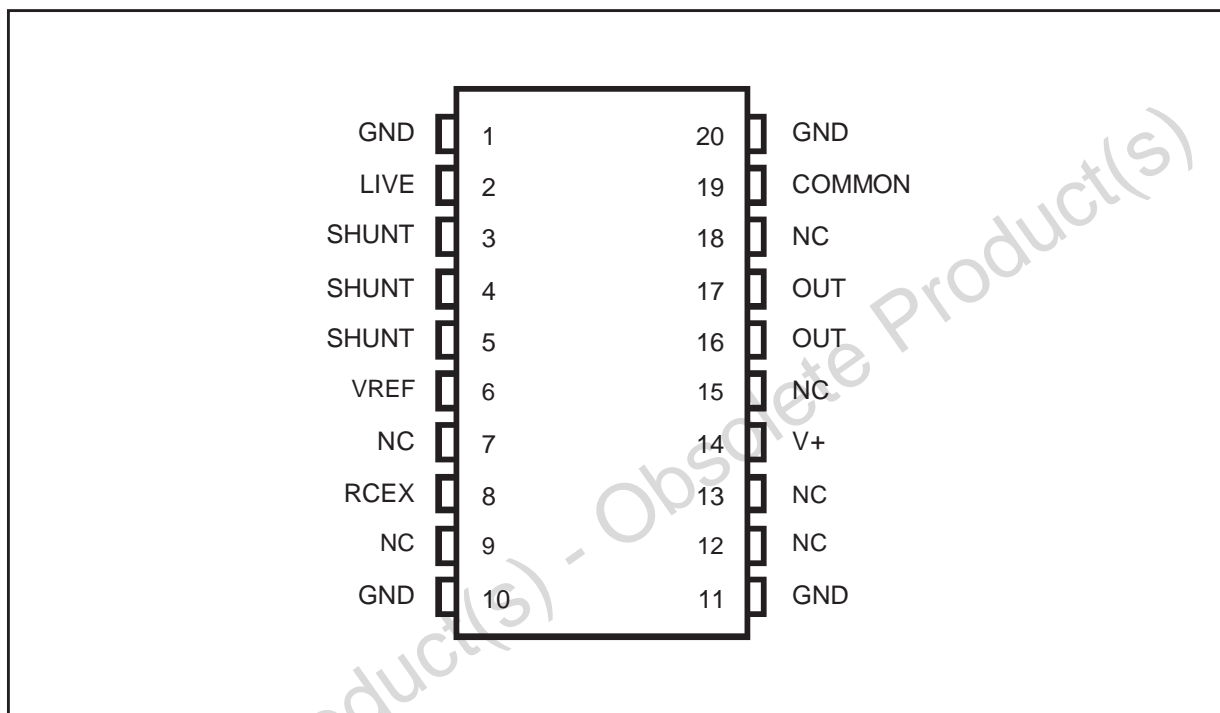 GND 1 20 GND
LIVE 2 19 COMMON
SHUNT 3 18 NC
SHUNT 4 17 OUT
SHUNT 5 16 OUT
VREF 6 15 NC
NC 7 14 V+
RCEX 8 13 NC
NC 9 12 NC
GND 10 11 GND
oduct(s) - Obsolete Product(s)